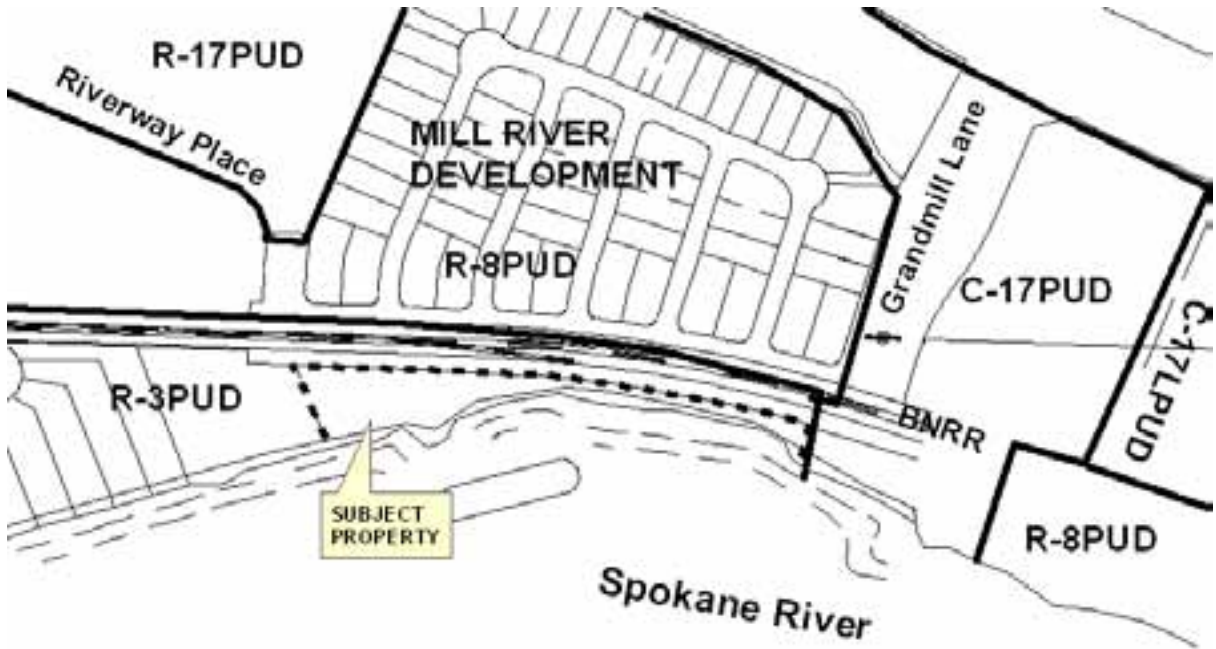 R-17PUD
Riverway Place
MILL RIVER
DEVELOPMENT
R-8PUD
Grandmill Lane
C-17PUD
C-17LPUD
R-3PUD
BNRR
SUBJECT
PROPERTY
R-8PUD
Spokane River